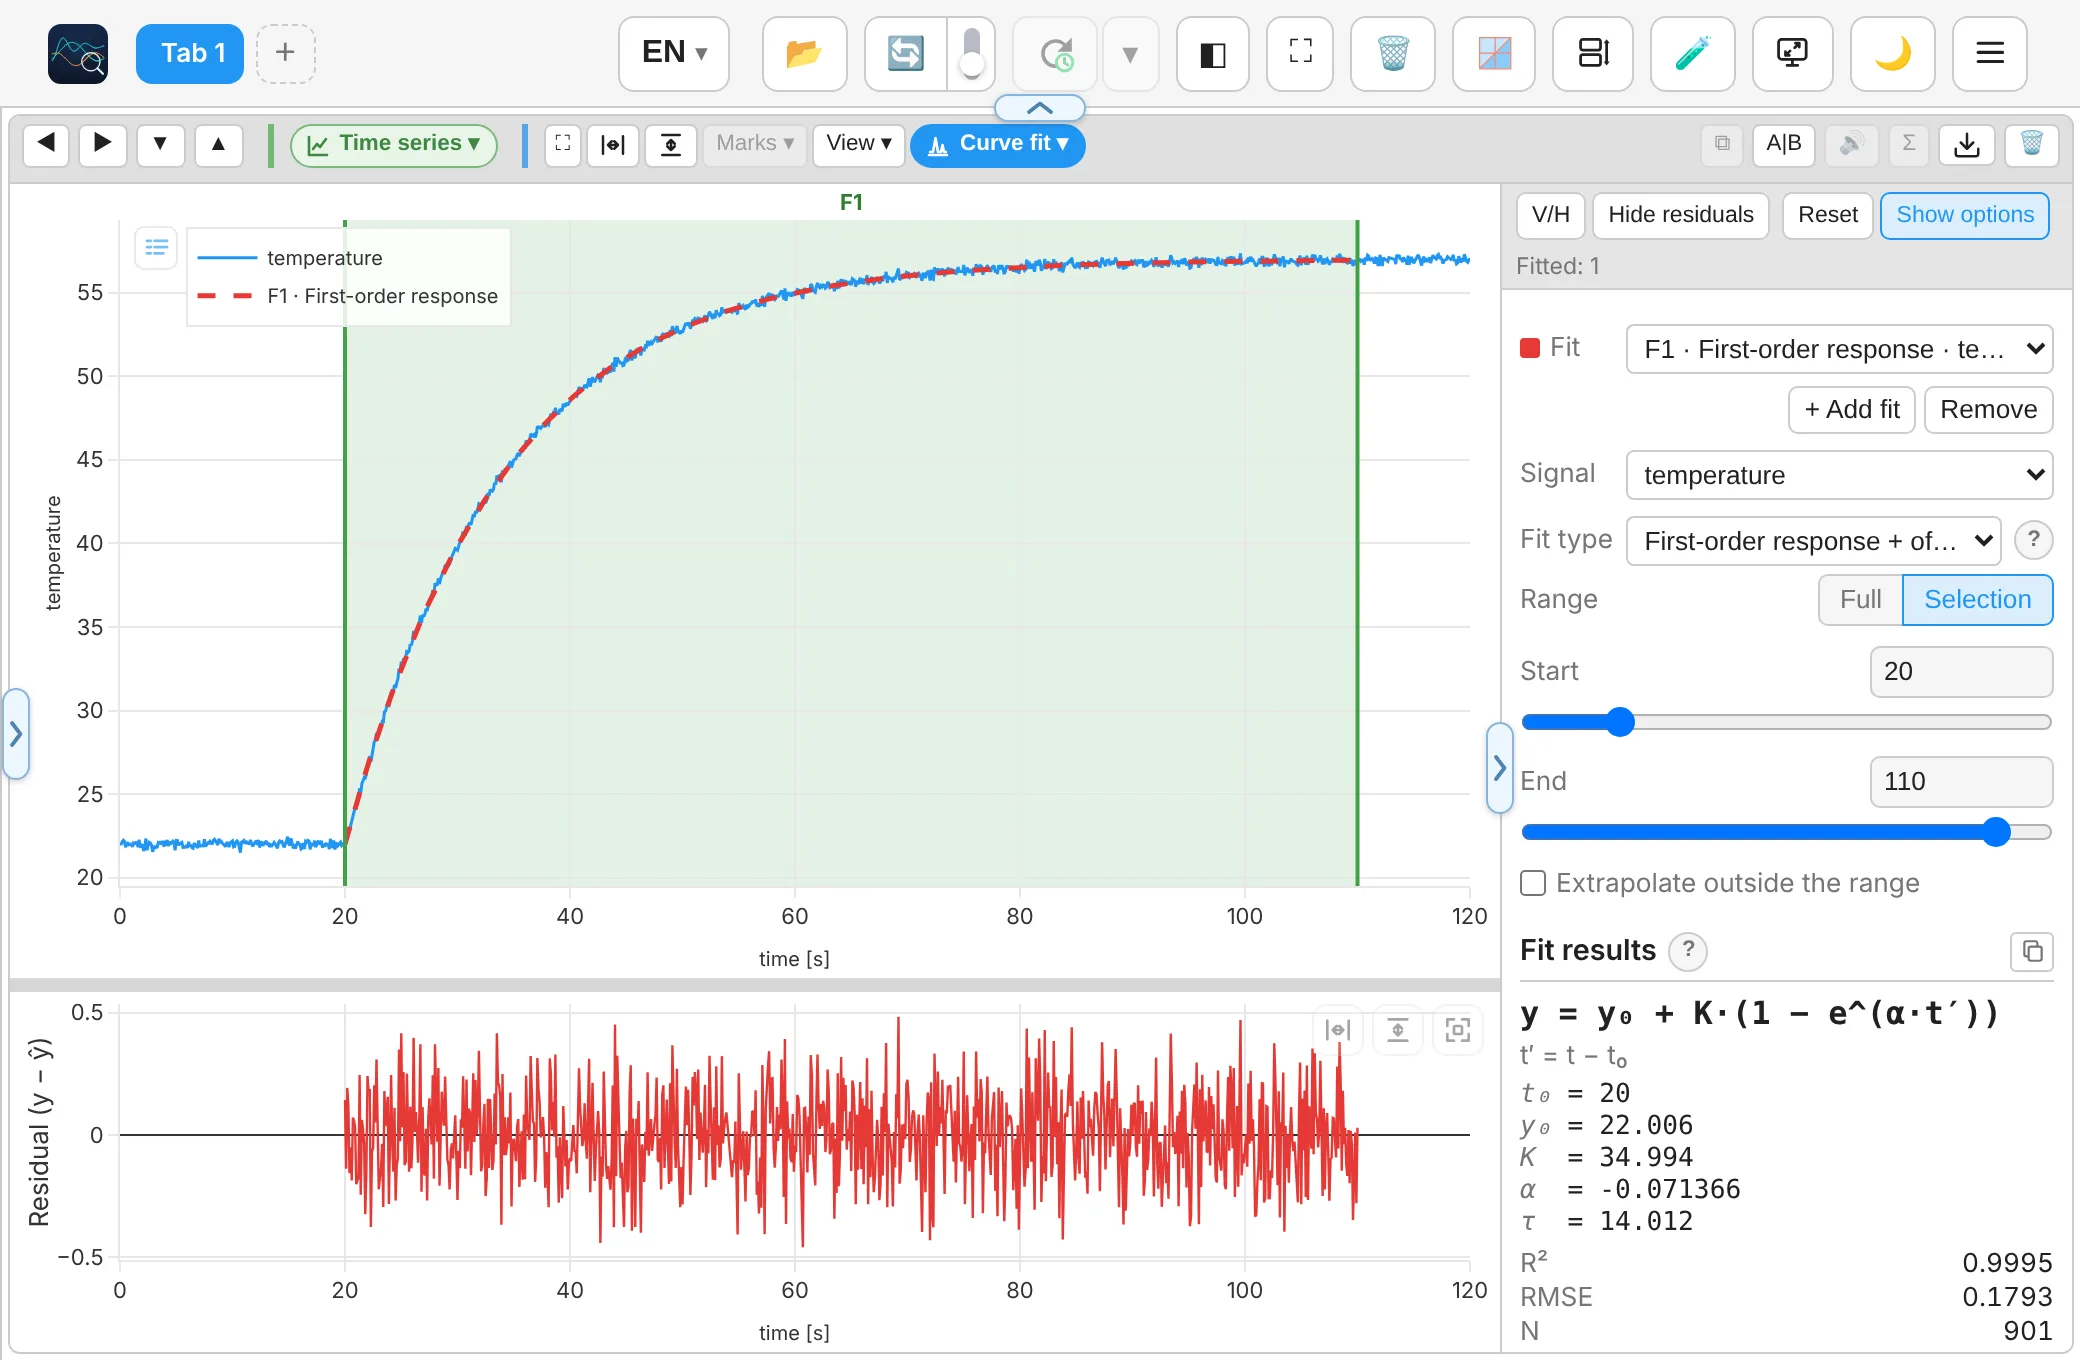 Tab 1
+
EN ▾
▼
◀ ▶ ▼ ▲
Time series ▾
Marks ▾
View ▾
Curve fit ▾
A|B
Σ
F1
temperature
F1 · First-order response
55
50
45
40
35
30
25
20
temperature
0 20 40 60 80 100 120
time [s]
0.5
0
−0.5
Residual (y − ŷ)
0 20 40 60 80 100 120
time [s]
V/H
Hide residuals
Reset
Show options
Fitted: 1
Fit
F1 · First-order response · te…
+ Add fit
Remove
Signal
temperature
Fit type
First-order response + of…
?
Range
Full
Selection
Start
20
End
110
Extrapolate outside the range
Fit results
?
y = y₀ + K·(1 − e^(α·t′))
t′ = t − t₀
t₀ = 20
y₀ = 22.006
K = 34.994
α = -0.071366
τ = 14.012
R² 0.9995
RMSE 0.1793
N 901